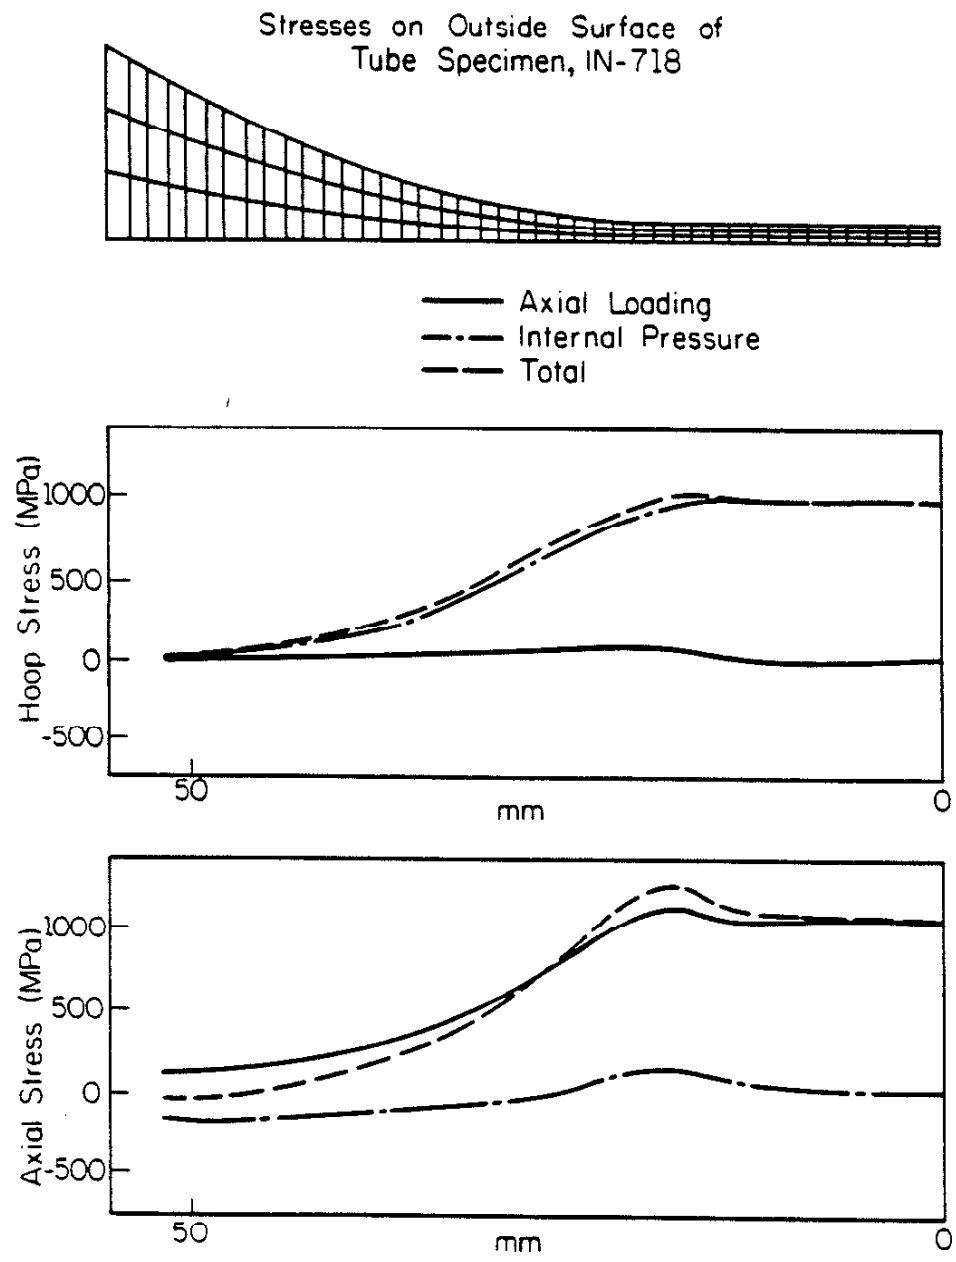 Stresses on Outside Surface of
Tube Specimen, IN-718
Axial Loading
Internal Pressure
Total
Hoop Stress (MPa)
1000
500
0
-500
50
mm
0
Axial Stress (MPa)
1000
500
0
-500
50
mm
0